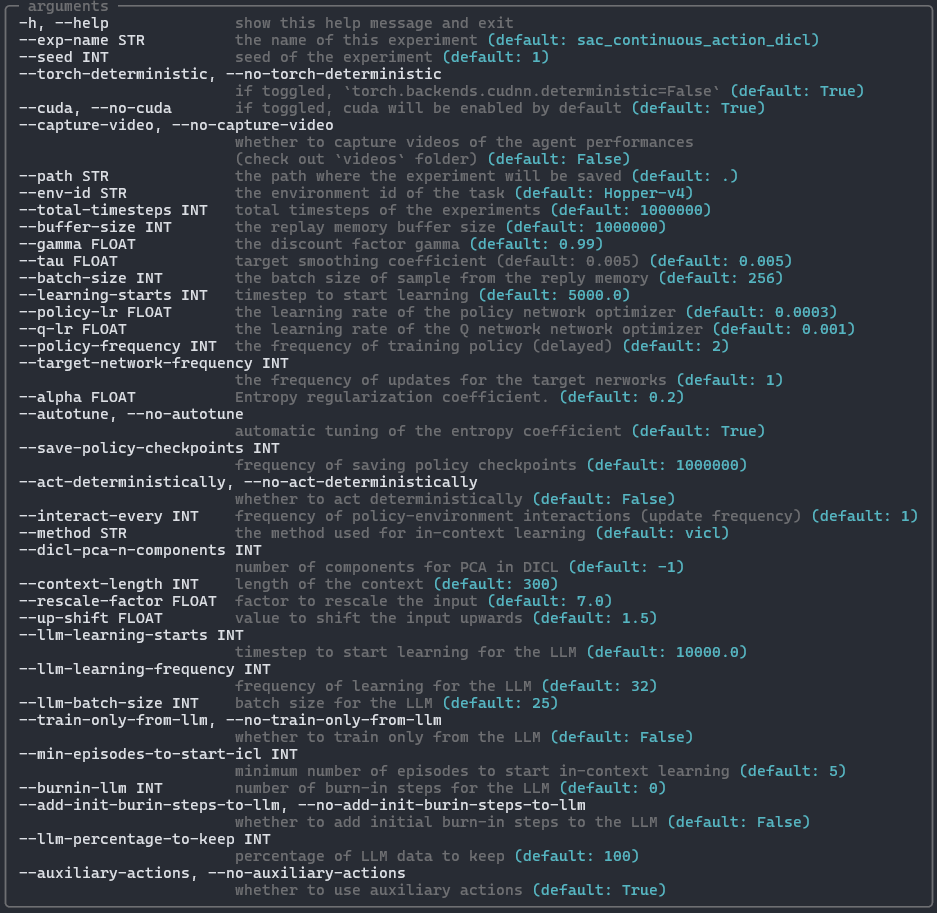 arguments
-h, --help show this help message and exit
--exp-name STR the name of this experiment (default: sac_continuous_action_dicl)
--seed INT seed of the experiment (default: 1)
--torch-deterministic, --no-torch-deterministic
if toggled, `torch.backends.cudnn.deterministic=False` (default: True)
--cuda, --no-cuda if toggled, cuda will be enabled by default (default: True)
--capture-video, --no-capture-video
whether to capture videos of the agent performances
(check out `videos` folder) (default: False)
--path STR the path where the experiment will be saved (default: .)
--env-id STR the environment id of the task (default: Hopper-v4)
--total-timesteps INT total timesteps of the experiments (default: 1000000)
--buffer-size INT the replay memory buffer size (default: 1000000)
--gamma FLOAT the discount factor gamma (default: 0.99)
--tau FLOAT target smoothing coefficient (default: 0.005) (default: 0.005)
--batch-size INT the batch size of sample from the reply memory (default: 256)
--learning-starts INT timestep to start learning (default: 5000.0)
--policy-lr FLOAT the learning rate of the policy network optimizer (default: 0.0003)
--q-lr FLOAT the learning rate of the Q network network optimizer (default: 0.001)
--policy-frequency INT the frequency of training policy (delayed) (default: 2)
--target-network-frequency INT
the frequency of updates for the target nerworks (default: 1)
--alpha FLOAT Entropy regularization coefficient. (default: 0.2)
--autotune, --no-autotune
automatic tuning of the entropy coefficient (default: True)
--save-policy-checkpoints INT
frequency of saving policy checkpoints (default: 1000000)
--act-deterministically, --no-act-deterministically
whether to act deterministically (default: False)
--interact-every INT frequency of policy-environment interactions (update frequency) (default: 1)
--method STR the method used for in-context learning (default: vicl)
--dicl-pca-n-components INT
number of components for PCA in DICL (default: -1)
--context-length INT length of the context (default: 300)
--rescale-factor FLOAT factor to rescale the input (default: 7.0)
--up-shift FLOAT value to shift the input upwards (default: 1.5)
--llm-learning-starts INT
timestep to start learning for the LLM (default: 10000.0)
--llm-learning-frequency INT
frequency of learning for the LLM (default: 32)
--llm-batch-size INT batch size for the LLM (default: 25)
--train-only-from-llm, --no-train-only-from-llm
whether to train only from the LLM (default: False)
--min-episodes-to-start-icl INT
minimum number of episodes to start in-context learning (default: 5)
--burnin-llm INT number of burn-in steps for the LLM (default: 0)
--add-init-burin-steps-to-llm, --no-add-init-burin-steps-to-llm
whether to add initial burn-in steps to the LLM (default: False)
--llm-percentage-to-keep INT
percentage of LLM data to keep (default: 100)
--auxiliary-actions, --no-auxiliary-actions
whether to use auxiliary actions (default: True)